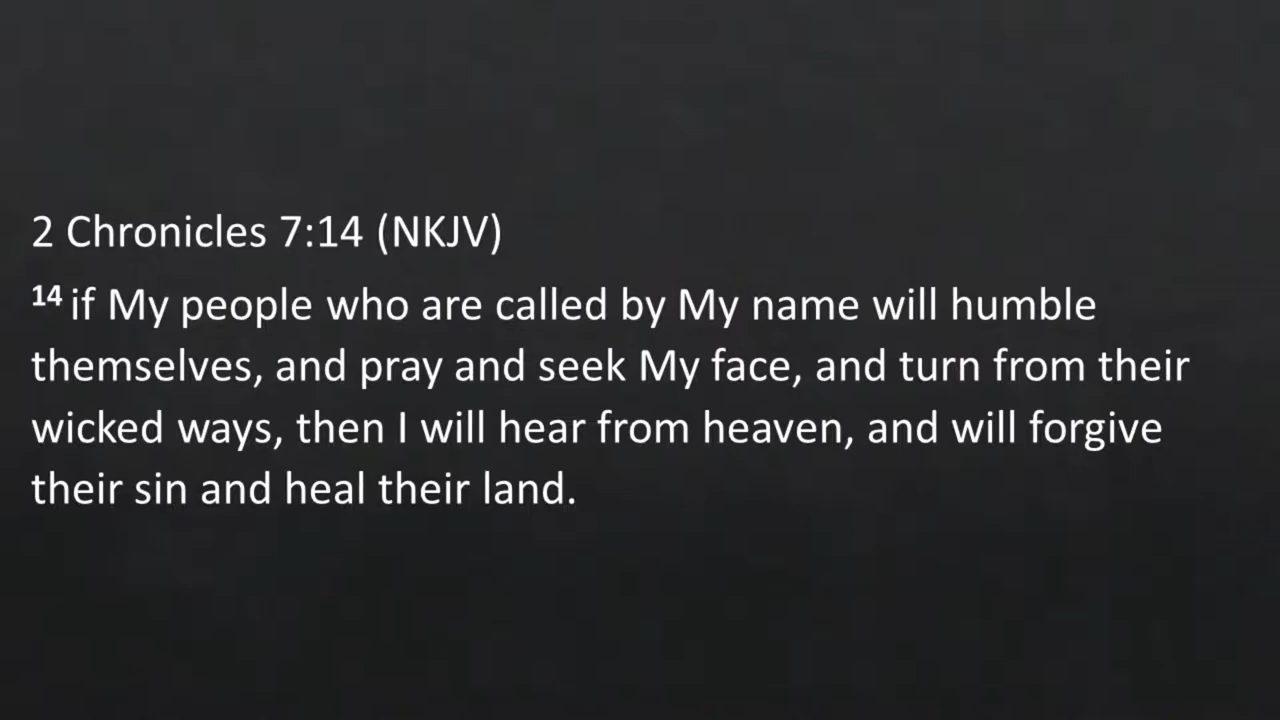 2 Chronicles 7:14 (NKJV)
14 if My people who are called by My name will humble
themselves, and pray and seek My face, and turn from their
wicked ways, then I will hear from heaven, and will forgive
their sin and heal their land.